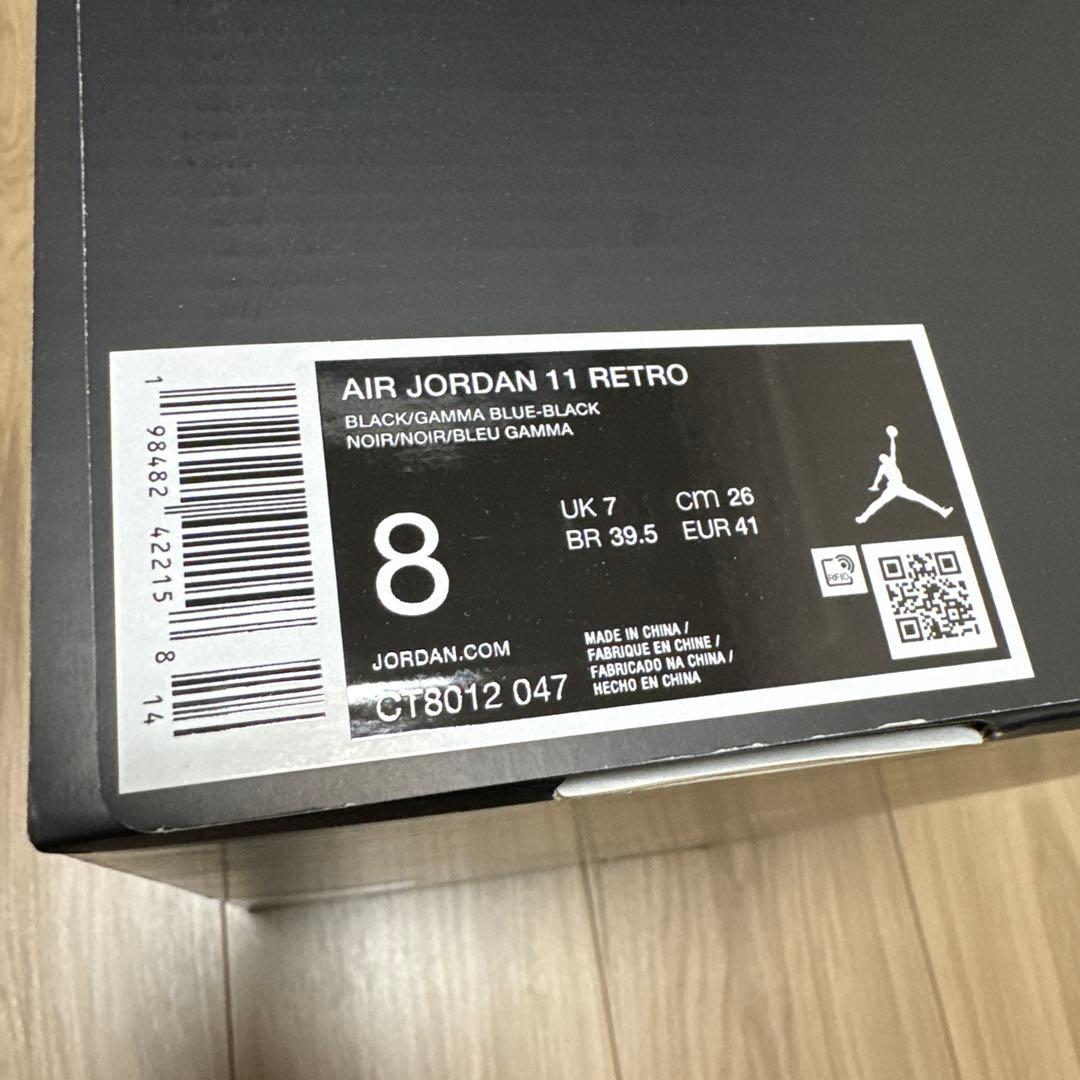 AIR JORDAN 11 RETRO
BLACK/GAMMA BLUE-BLACK
NOIR/NOIR/BLEU GAMMA
8
UK 7 cm 26
BR 39.5 EUR 41
RFID
JORDAN.COM
CT8012 047
MADE IN CHINA /
FABRIQUE EN CHINE /
FABRICADO NA CHINA /
HECHO EN CHINA
1 98482 42215 8 14